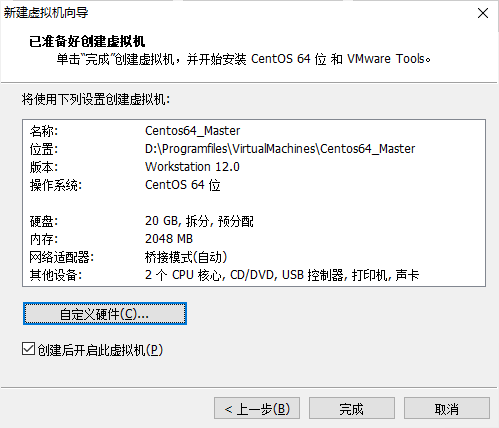 新建虚拟机向导
已准备好创建虚拟机
单击“完成”创建虚拟机，并开始安装 CentOS 64 位 和 VMware Tools。
将使用下列设置创建虚拟机:
名称: Centos64_Master
位置: D:\Programfiles\VirtualMachines\Centos64_Master
版本: Workstation 12.0
操作系统: CentOS 64 位
硬盘: 20 GB, 拆分, 预分配
内存: 2048 MB
网络适配器: 桥接模式(自动)
其他设备: 2 个 CPU 核心, CD/DVD, USB 控制器, 打印机, 声卡
自定义硬件(C)...
创建后开启此虚拟机(P)
< 上一步(B) 完成 取消